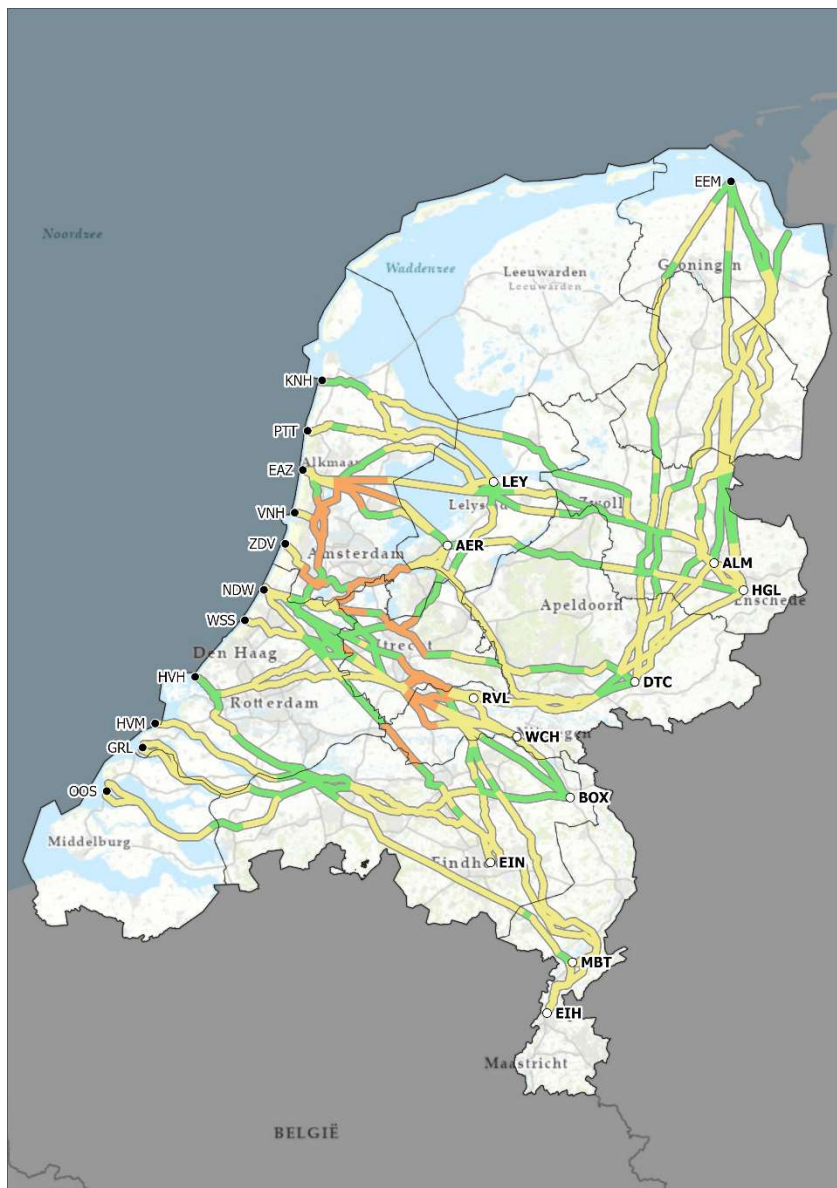 EEM
Noordzee
Waddenzee
Leeuwarden
Leeuwarden
Groningen
KNH
PTT
EAZ
Alkmaar
LEY
VNH
Lelystad
Zwoll
ZDV
Amsterdam
AER
ALM
NDW
HGL
Apeldoorn
Enschede
WSS
Utrecht
Den Haag
HVH
DTC
Rotterdam
RVL
HVM
WCH
Nijmegen
GRL
OOS
BOX
Middelburg
Eindho
EIN
MBT
EIH
Maastricht
BELGIË